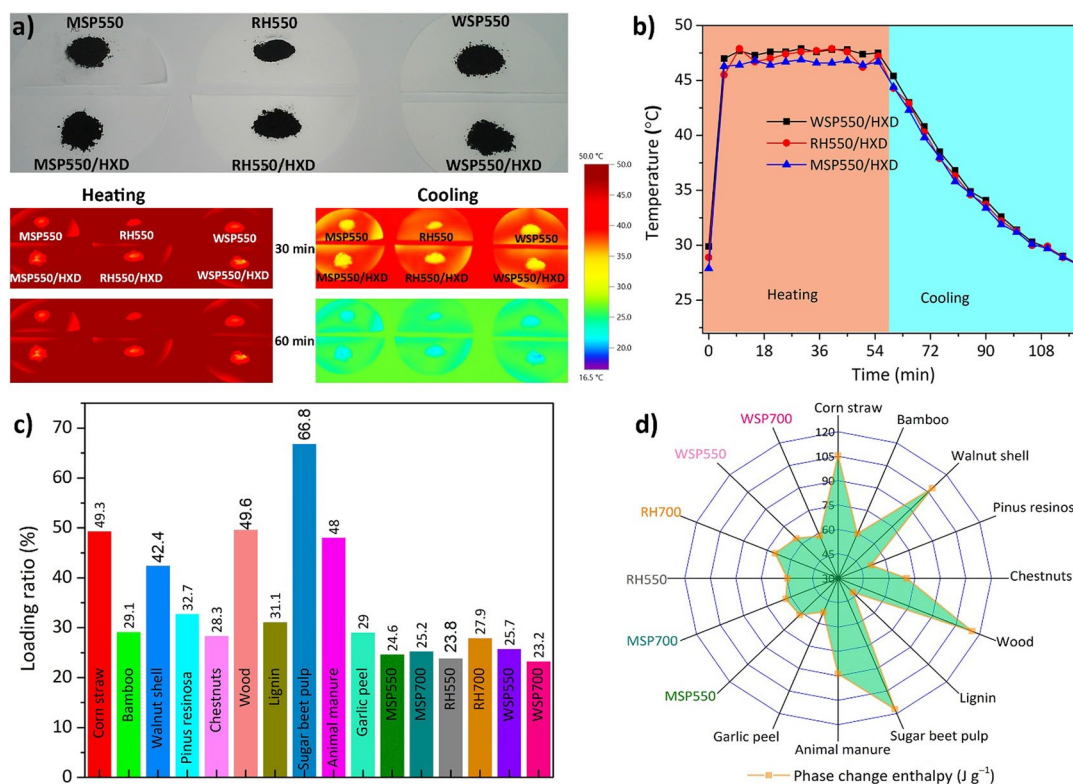 a)
MSP550
RH550
WSP550
MSP550/HXD
RH550/HXD
WSP550/HXD
Heating
Cooling
MSP550
RH550
WSP550
30 min
MSP550
RH550
WSP550
MSP550/HXD
RH550/HXD
WSP550/HXD
MSP550/HXD
RH550/HXD
WSP550/HXD
60 min
50.0 °C
50.0
45.0
40.0
35.0
30.0
25.0
20.0
16.5 °C
b)
50
45
40
35
30
25
Temperature (°C)
WSP550/HXD
RH550/HXD
MSP550/HXD
Heating
Cooling
0 18 36 54 72 90 108
Time (min)
c)
70
60
50
40
30
20
10
0
Loading ratio (%)
49.3
29.1
42.4
32.7
28.3
49.6
31.1
66.8
48
29
24.6
25.2
23.8
27.9
25.7
23.2
Corn straw
Bamboo
Walnut shell
Pinus resinosa
Chestnuts
Wood
Lignin
Sugar beet pulp
Animal manure
Garlic peel
MSP550
MSP700
RH550
RH700
WSP550
WSP700
d)
Corn straw
Bamboo
Walnut shell
Pinus resinos
Chestnuts
Wood
Lignin
Sugar beet pulp
Animal manure
Garlic peel
MSP550
MSP700
RH550
RH700
WSP550
WSP700
120
105
90
75
60
45
30
Phase change enthalpy (J g⁻¹)